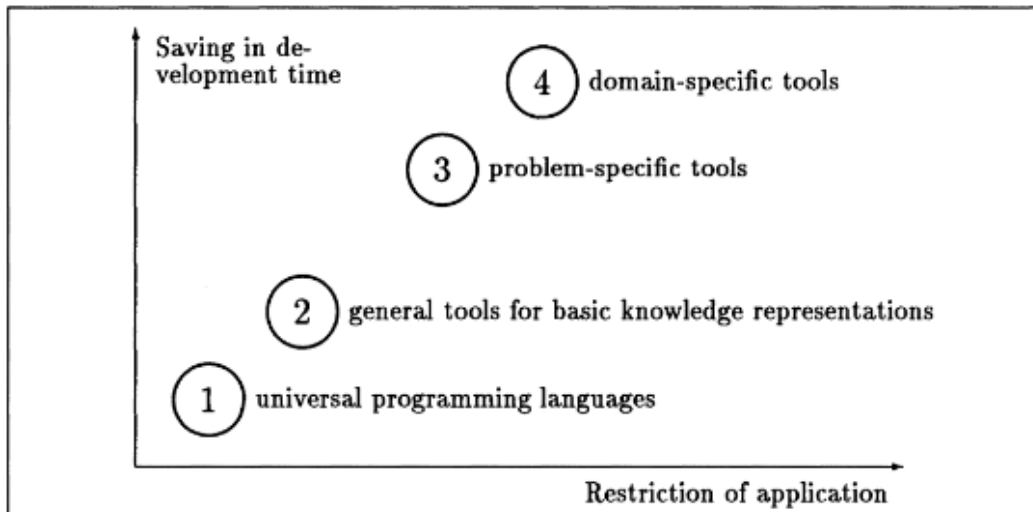 Saving in de-
velopment time
4 domain-specific tools
3 problem-specific tools
2 general tools for basic knowledge representations
1 universal programming languages
Restriction of application